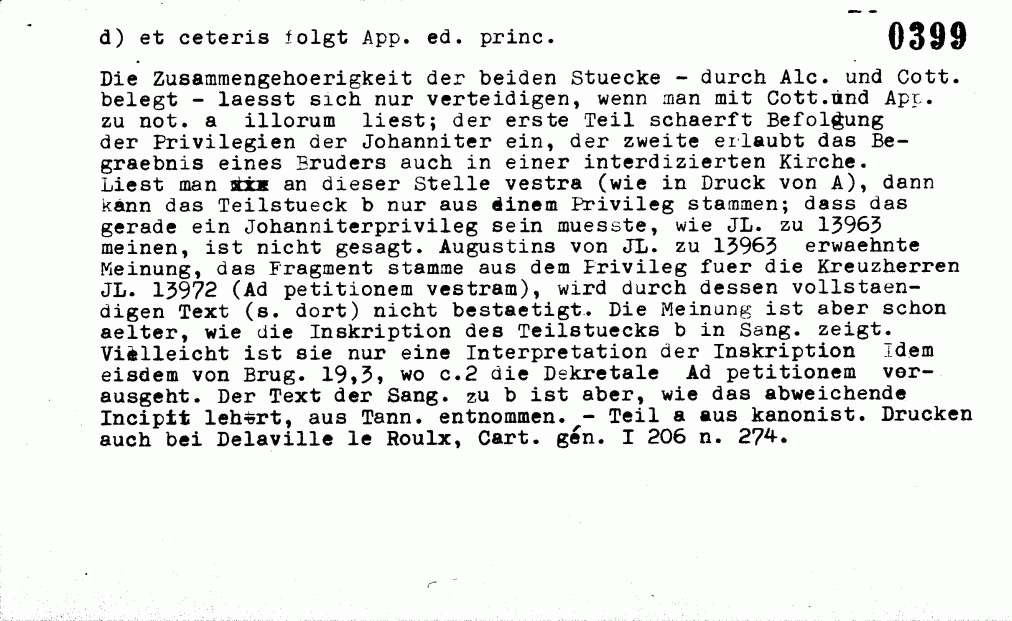 0399
d) et ceteris folgt App. ed. princ.
Die Zusammengehoerigkeit der beiden Stuecke - durch Alc. und Cott.
belegt - laesst sich nur verteidigen, wenn man mit Cott.und App.
zu not. a illorum liest; der erste Teil schaerft Befolgung
der Privilegien der Johanniter ein, der zweite erlaubt das Be-
graebnis eines Bruders auch in einer interdizierten Kirche.
Liest man an dieser Stelle vestra (wie in Druck von A), dann
kann das Teilstueck b nur aus einem Privileg stammen; dass das
gerade ein Johanniterprivileg sein muesste, wie JL. zu 13963
meinen, ist nicht gesagt. Augustins von JL. zu 13963 erwaehnte
Meinung, das Fragment stamme aus dem Privileg fuer die Kreuzherren
JL. 13972 (Ad petitionem vestram), wird durch dessen vollstaen-
digen Text (s. dort) nicht bestaetigt. Die Meinung ist aber schon
aelter, wie die Inskription des Teilstuecks b in Sang. zeigt.
Vielleicht ist sie nur eine Interpretation der Inskription Idem
eisdem von Brug. 19,3, wo c.2 die Dekretale Ad petitionem vor-
ausgeht. Der Text der Sang. zu b ist aber, wie das abweichende
Incipit lehrt, aus Tann. entnommen. - Teil a aus kanonist. Drucken
auch bei Delaville le Roulx, Cart. gén. I 206 n. 274.